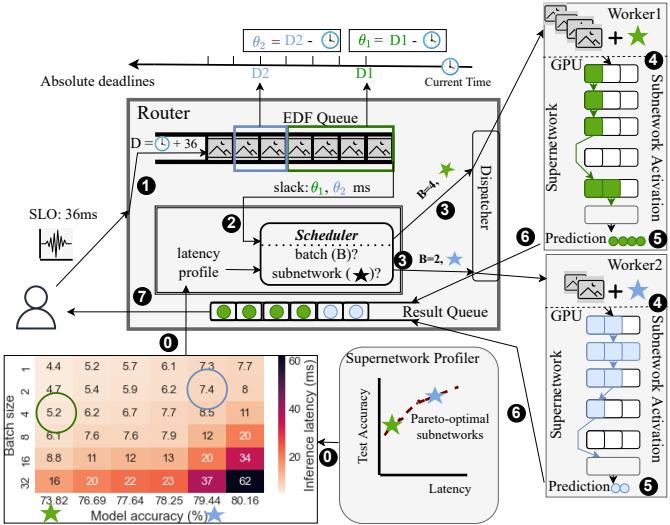 θ2 = D2 -
θ1 = D1 -
Absolute deadlines
D2
D1
Current Time
Router
EDF Queue
D = + 36
slack: θ1, θ2 ms
1
SLO: 36ms
2
Scheduler
batch (B)?
subnetwork ( )?
latency
profile
B=4,
3
3
B=2,
Dispatcher
7
Result Queue
0
Worker1
+
4
GPU
Supernetwork
Subnetwork Activation
Prediction
5
6
Worker2
+
4
GPU
Supernetwork
Subnetwork Activation
Prediction
5
6
Batch size
1 4.4 5.2 5.7 6.1 7.3 7.7
2 4.7 5.4 5.9 6.2 7.4 8
4 5.2 6.2 6.7 7.7 8.5 11
8 6.1 7.6 7.6 7.9 12 20
16 8.8 11 12 13 20 34
32 16 20 22 23 37 62
73.82 76.69 77.64 78.25 79.44 80.16
Model accuracy (%)
60
40
20
Inference latency (ms)
0
Supernetwork Profiler
Test Accuracy
Pareto-optimal
subnetworks
Latency